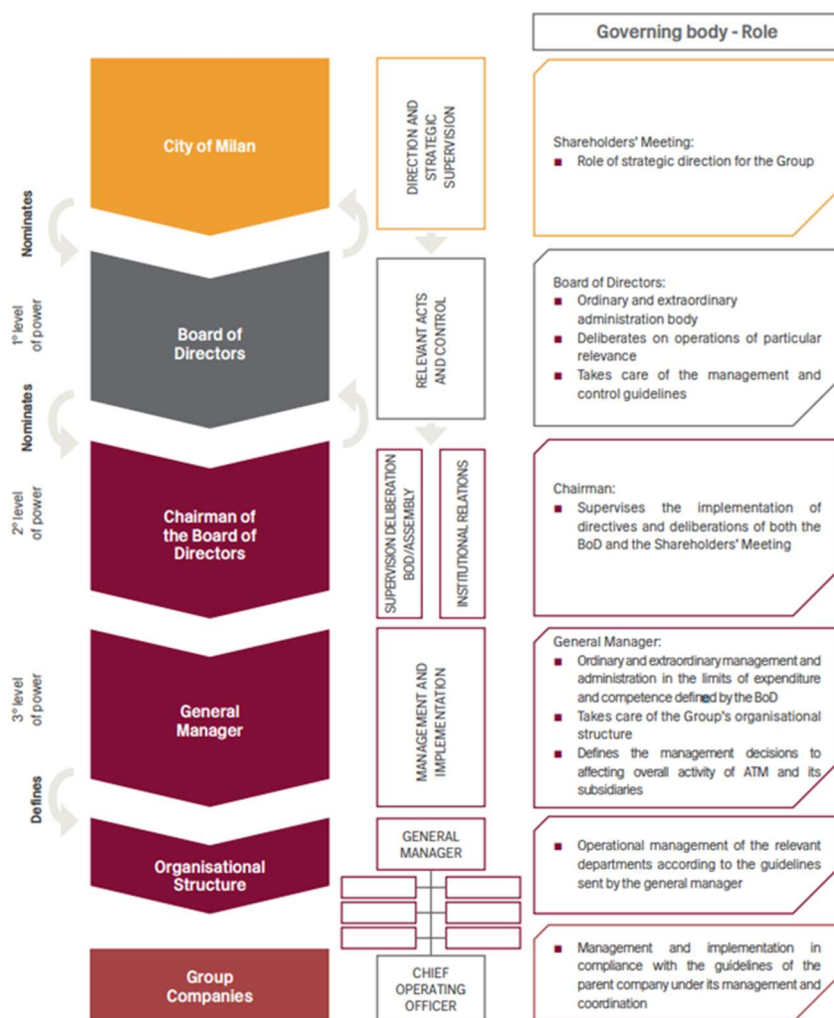 Governing body - Role
City of Milan
DIRECTION AND
STRATEGIC
SUPERVISION
Shareholders' Meeting:
■ Role of strategic direction for the Group
Nominates
1° level
of power
Board of
Directors
RELEVANT ACTS
AND CONTROL
Board of Directors:
■ Ordinary and extraordinary
administration body
■ Deliberates on operations of particular
relevance
■ Takes care of the management and
control guidelines
Nominates
2° level
of power
Chairman of
the Board of
Directors
SUPERVISION DELIBERATION
BOD/ASSEMBLY
INSTITUTIONAL RELATIONS
Chairman:
■ Supervises the implementation of
directives and deliberations of both the
BoD and the Shareholders' Meeting
3° level
of power
General
Manager
MANAGEMENT AND
IMPLEMENTATION
General Manager:
■ Ordinary and extraordinary management and
administration in the limits of expenditure
and competence defined by the BoD
■ Takes care of the Group's organisational
structure
■ Defines the management decisions to
affecting overall activity of ATM and its
subsidiaries
Defines
Organisational
Structure
GENERAL
MANAGER
■ Operational management of the relevant
departments according to the guidelines
sent by the general manager
Group
Companies
CHIEF
OPERATING
OFFICER
■ Management and implementation in
compliance with the guidelines of the
parent company under its management and
coordination